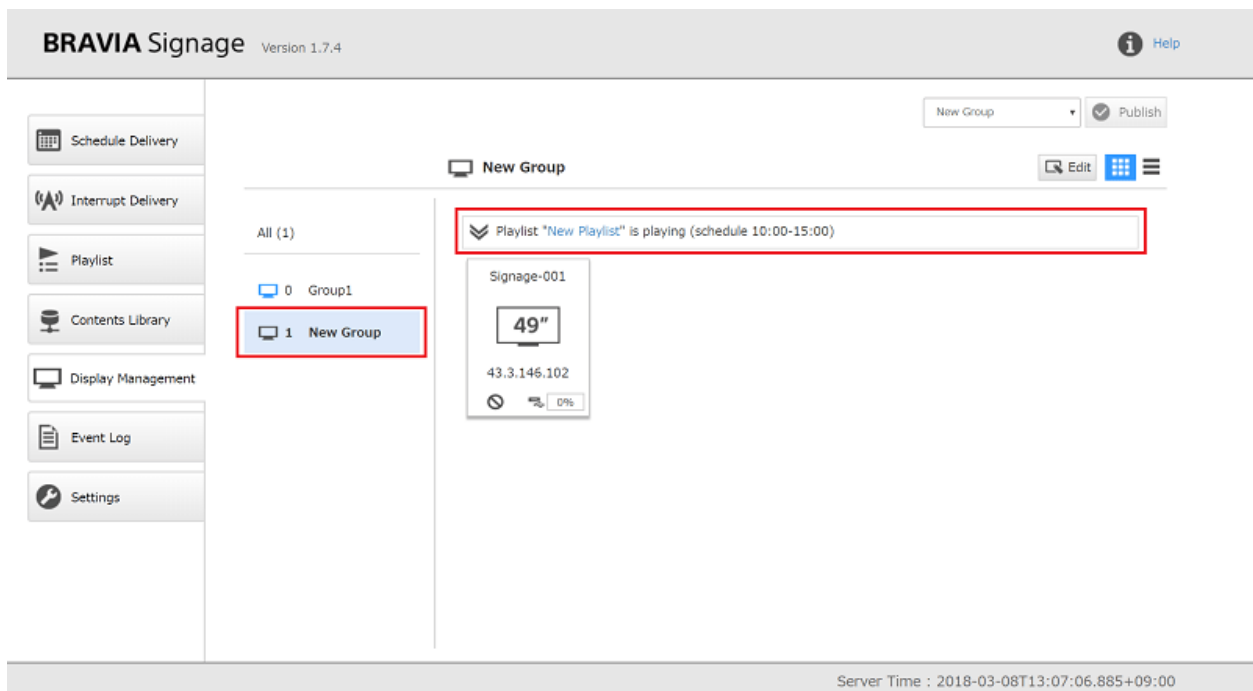 BRAVIA Signage Version 1.7.4
Help
New Group
Publish
Schedule Delivery
Interrupt Delivery
Playlist
Contents Library
Display Management
Event Log
Settings
New Group
Edit
All (1)
0 Group1
1 New Group
Playlist "New Playlist" is playing (schedule 10:00-15:00)
Signage-001
49"
43.3.146.102
0%
Server Time : 2018-03-08T13:07:06.885+09:00